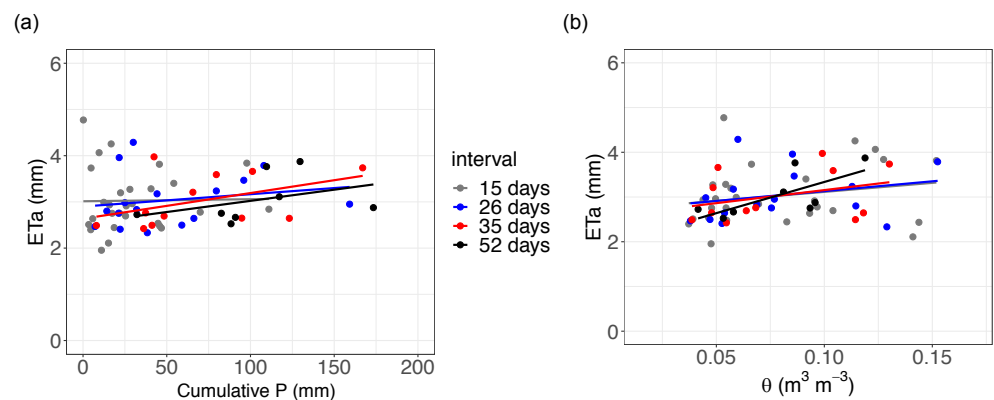 (a)
(b)
6
4
2
0
ETa (mm)
0
50
100
150
200
Cumulative P (mm)
interval
15 days
26 days
35 days
52 days
6
4
2
0
ETa (mm)
0.05
0.10
0.15
θ (m³ m⁻³)